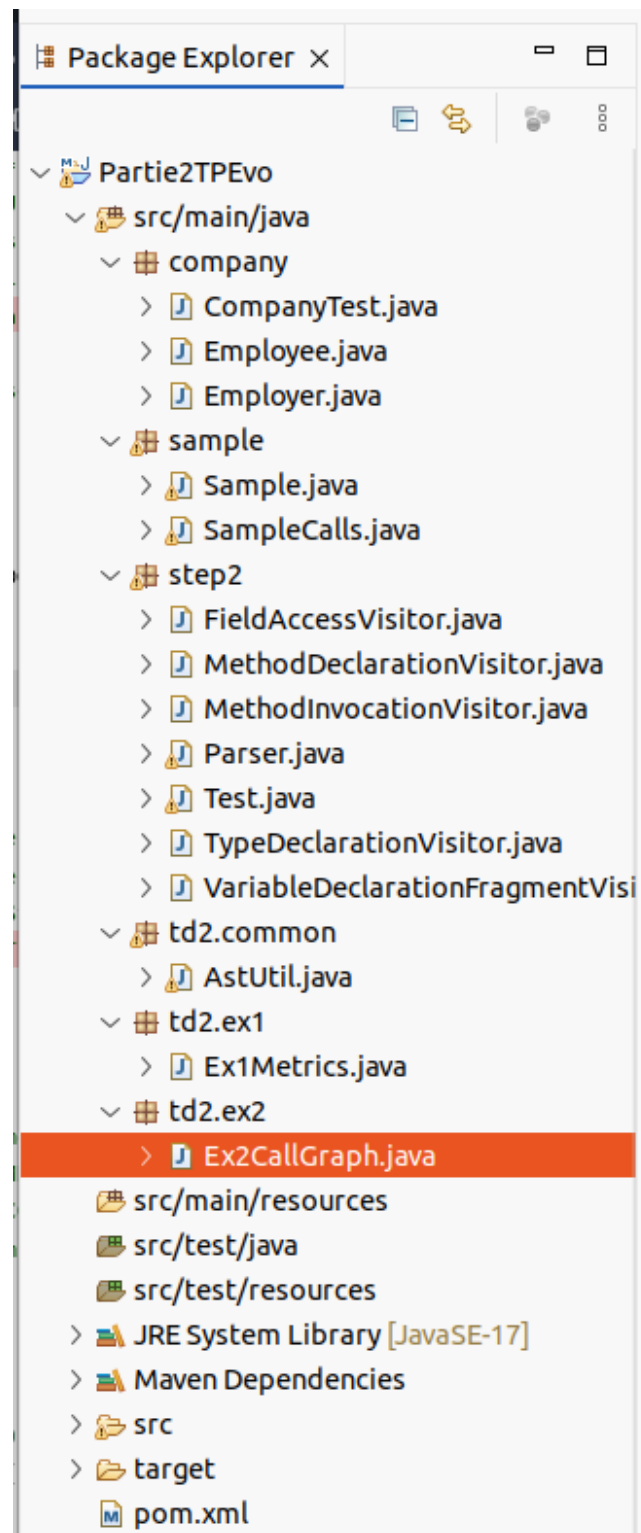 Package Explorer
Partie2TPEvo
src/main/java
company
CompanyTest.java
Employee.java
Employer.java
sample
Sample.java
SampleCalls.java
step2
FieldAccessVisitor.java
MethodDeclarationVisitor.java
MethodInvocationVisitor.java
Parser.java
Test.java
TypeDeclarationVisitor.java
VariableDeclarationFragmentVisi
td2.common
AstUtil.java
td2.ex1
Ex1Metrics.java
td2.ex2
Ex2CallGraph.java
src/main/resources
src/test/java
src/test/resources
JRE System Library [JavaSE-17]
Maven Dependencies
src
target
pom.xml